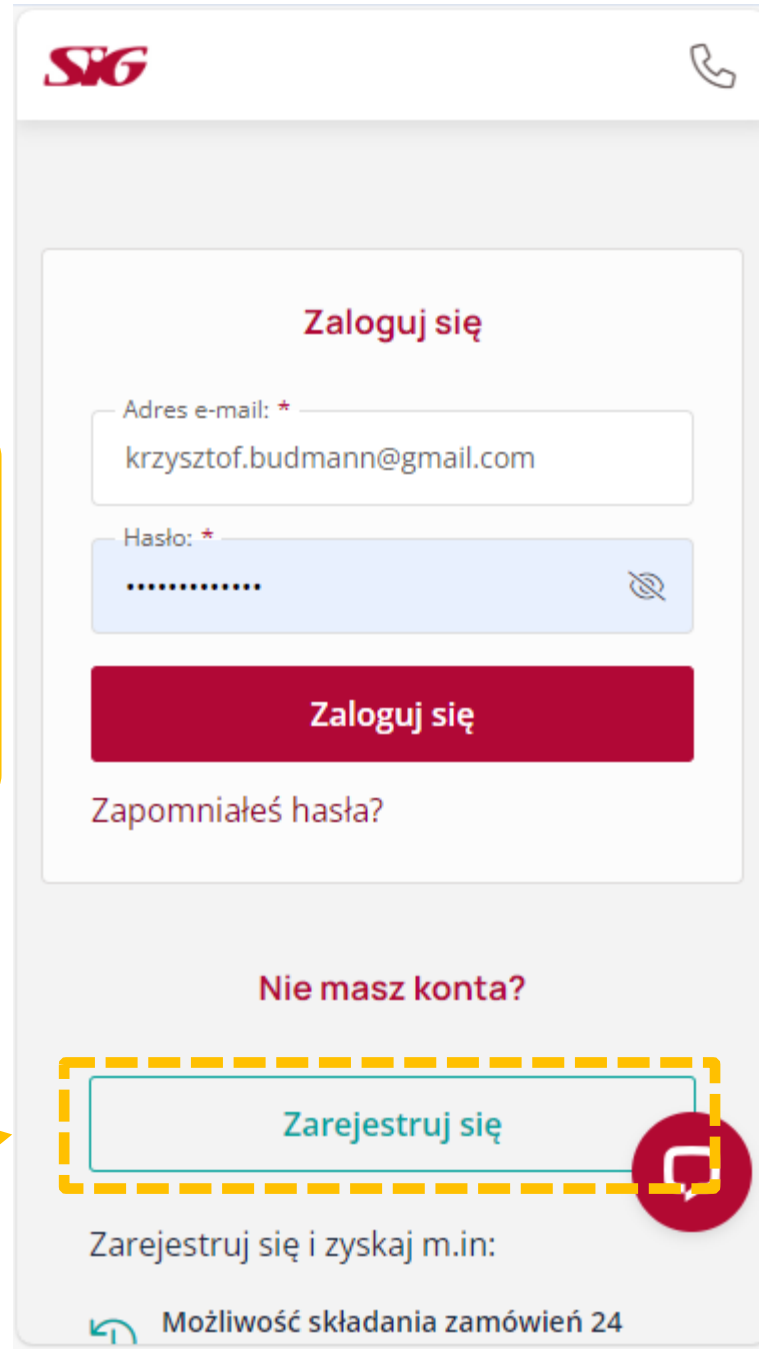 SIG
Zaloguj się
Adres e-mail: *
krzysztof.budmann@gmail.com
Hasło: *
•••••••••••••
Zaloguj się
Zapomniałeś hasła?
Nie masz konta?
Zarejestruj się
Zarejestruj się i zyskaj m.in:
Możliwość składania zamówień 24